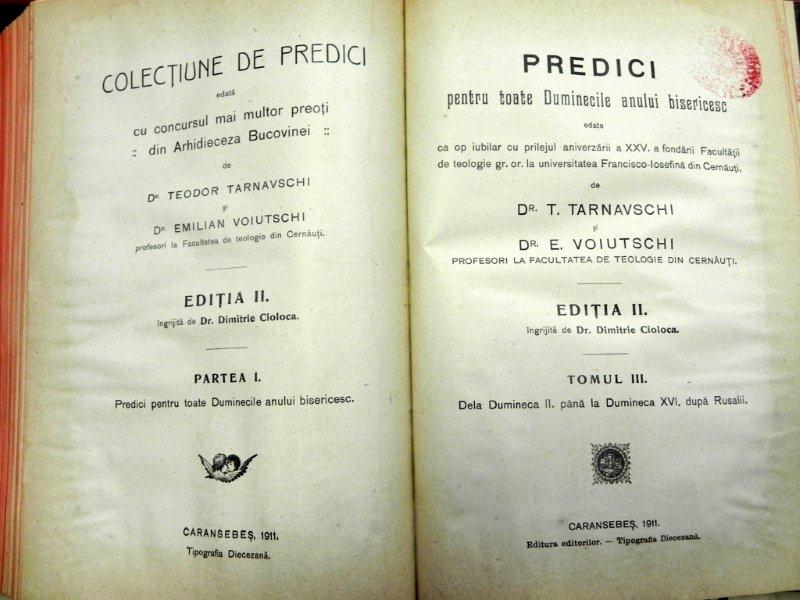 COLECȚIUNE DE PREDICI
edată
cu concursul mai multor preoți
:: din Arhidieceza Bucovinei ::
de
DR. TEODOR TARNAVSCHI
și
DR. EMILIAN VOIUTSCHI
profesori la Facultatea de teologie din Cernăuți.
EDIȚIA II.
îngrijită de Dr. Dimitrie Cioloca.
PARTEA I.
Predici pentru toate Duminecile anului bisericesc.
CARANSEBEȘ, 1911.
Tipografia Diecezană.
PREDICI
pentru toate Duminecile anului bisericesc
edate
ca op iubilar cu prilejul aniverzării a XXV. a fondării Facultății
de teologie gr. or. la universitatea Francisco-Iosefină din Cernăuți,
de
DR. T. TARNAVSCHI
și
DR. E. VOIUTSCHI
PROFESORI LA FACULTATEA DE TEOLOGIE DIN CERNĂUȚI.
EDIȚIA II.
îngrijită de Dr. Dimitrie Cioloca.
TOMUL III.
Dela Dumineca II. până la Dumineca XVI. după Rusalii.
CARANSEBEȘ, 1911.
Editura editorilor. — Tipografia Diecezană.